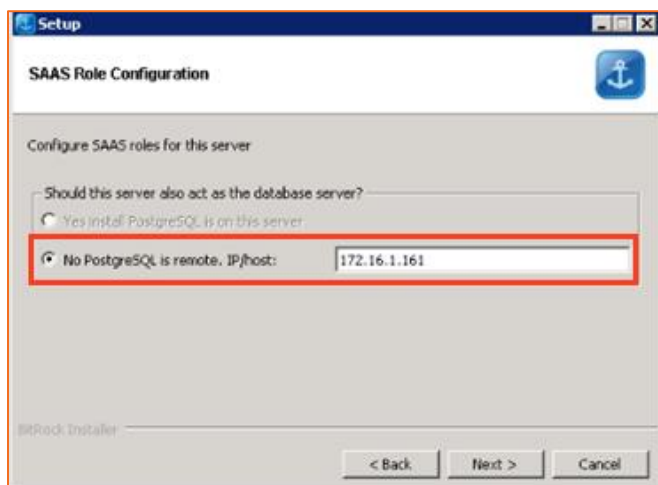 Setup
SAAS Role Configuration
Configure SAAS roles for this server
Should this server also act as the database server?
Yes install PostgreSQL is on this server
No PostgreSQL is remote. IP/host: 172.16.1.161
BitRock Installer
< Back Next > Cancel